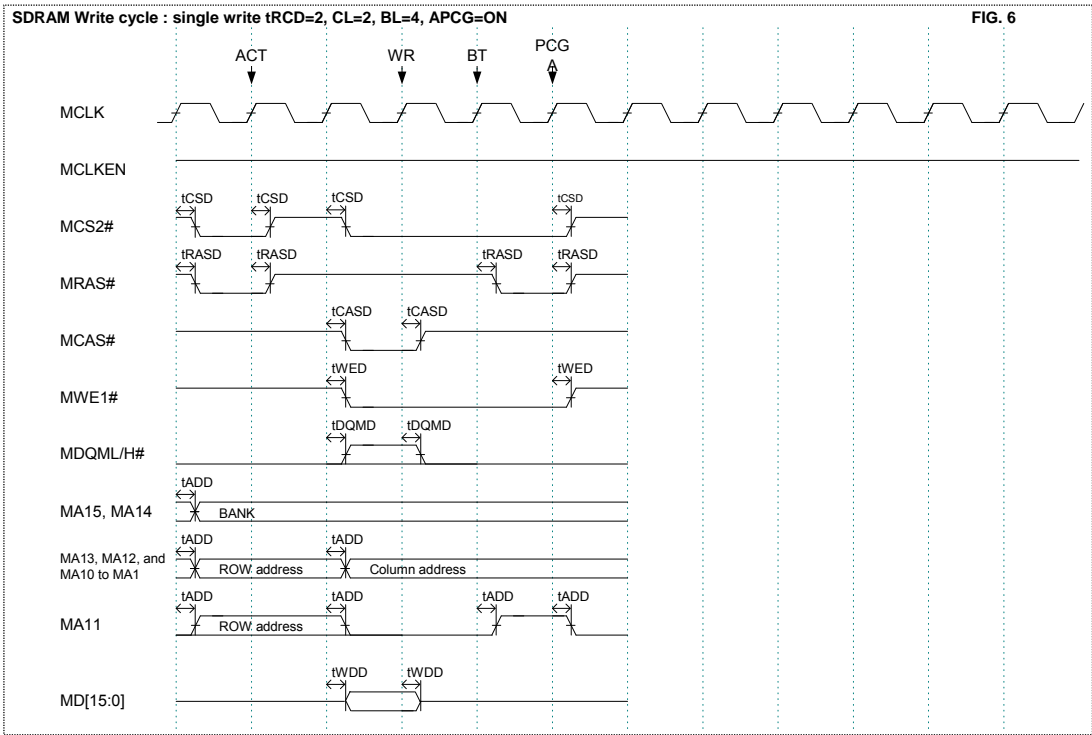 SDRAM Write cycle : single write tRCD=2, CL=2, BL=4, APCG=ON
FIG. 6
ACT
WR
BT
PCG
A
MCLK
MCLKEN
tCSD tCSD tCSD tCSD
MCS2#
tRASD tRASD tRASD tRASD
MRAS#
tCASD tCASD
MCAS#
tWED tWED
MWE1#
tDQMD tDQMD
MDQML/H#
tADD
MA15, MA14
BANK
tADD tADD
MA13, MA12, and
MA10 to MA1
ROW address
Column address
tADD tADD tADD tADD
MA11
ROW address
tWDD tWDD
MD[15:0]